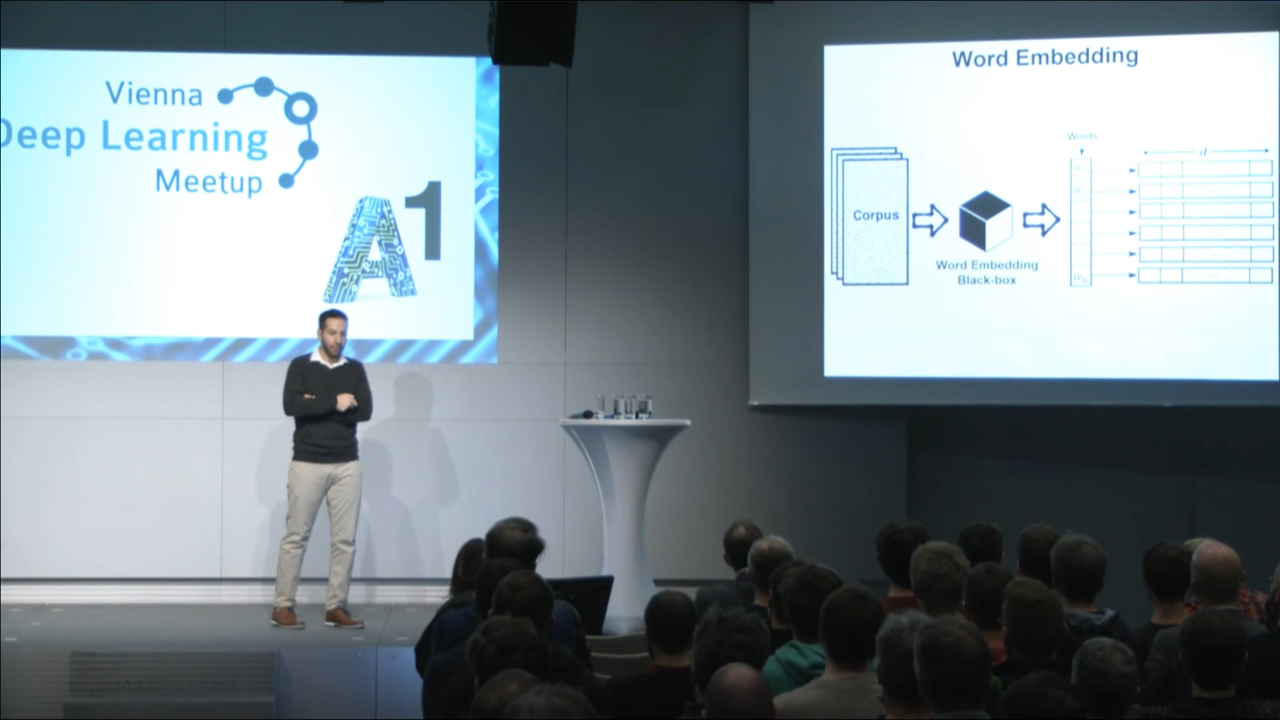 Vienna
Deep Learning
Meetup
A1
Word Embedding
Words
d
Corpus
Word Embedding
Black-box